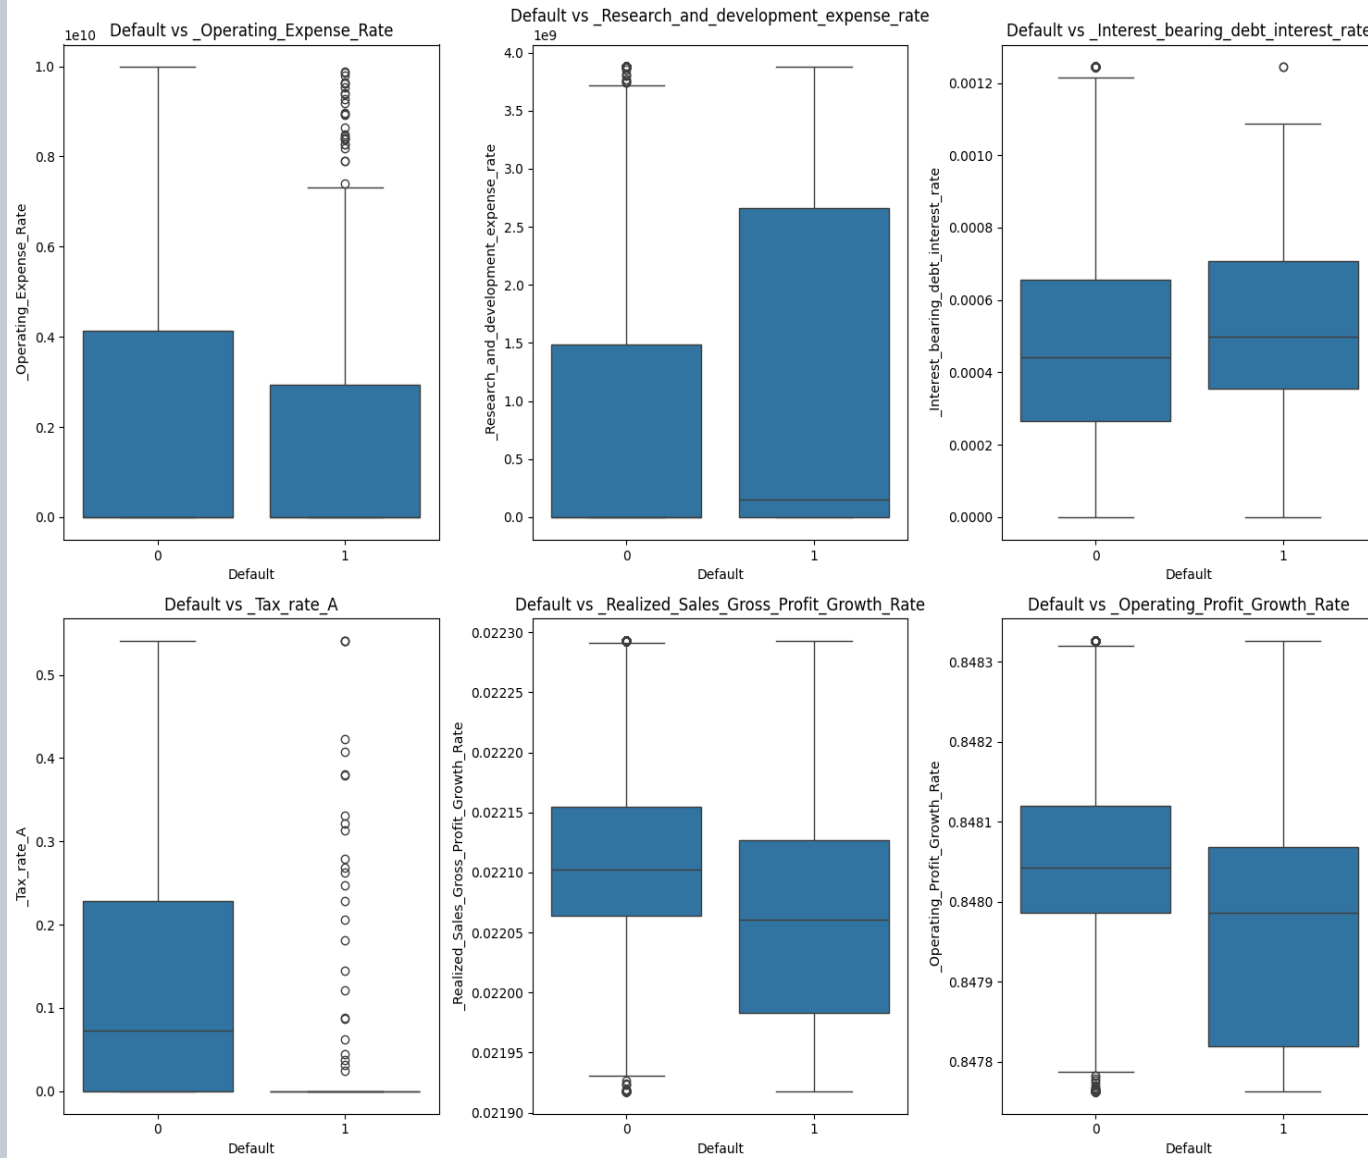 Default vs _Operating_Expense_Rate
1e10
1.0
0.8
0.6
0.4
0.2
0.0
_Operating_Expense_Rate
0 1
Default
Default vs _Research_and_development_expense_rate
1e9
4.0
3.5
3.0
2.5
2.0
1.5
1.0
0.5
0.0
_Research_and_development_expense_rate
0 1
Default
Default vs _Interest_bearing_debt_interest_rate
0.0012
0.0010
0.0008
0.0006
0.0004
0.0002
0.0000
_Interest_bearing_debt_interest_rate
0 1
Default
Default vs _Tax_rate_A
0.5
0.4
0.3
0.2
0.1
0.0
_Tax_rate_A
0 1
Default
Default vs _Realized_Sales_Gross_Profit_Growth_Rate
0.02230
0.02225
0.02220
0.02215
0.02210
0.02205
0.02200
0.02195
0.02190
_Realized_Sales_Gross_Profit_Growth_Rate
0 1
Default
Default vs _Operating_Profit_Growth_Rate
0.8483
0.8482
0.8481
0.8480
0.8479
0.8478
_Operating_Profit_Growth_Rate
0 1
Default